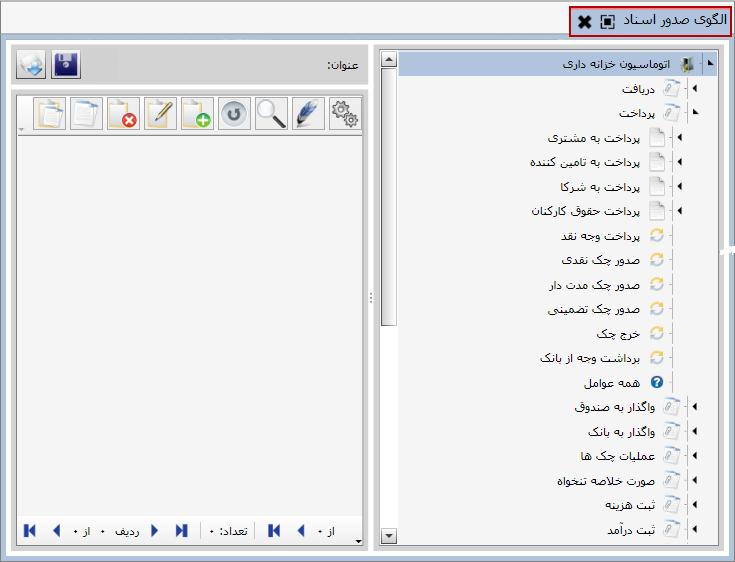 الگوی صدور اسناد
اتوماسیون خزانه داری
دریافت
پرداخت
پرداخت به مشتری
پرداخت به تامین کننده
پرداخت به شرکا
پرداخت حقوق کارکنان
پرداخت وجه نقد
صدور چک نقدی
صدور چک مدت دار
صدور چک تضمینی
خرج چک
برداشت وجه از بانک
همه عوامل
واگذار به صندوق
واگذار به بانک
عملیات چک ها
صورت خلاصه تنخواه
ثبت هزینه
ثبت درآمد
عنوان:
از ۰ تعداد: ۰ ردیف ۰ از ۰